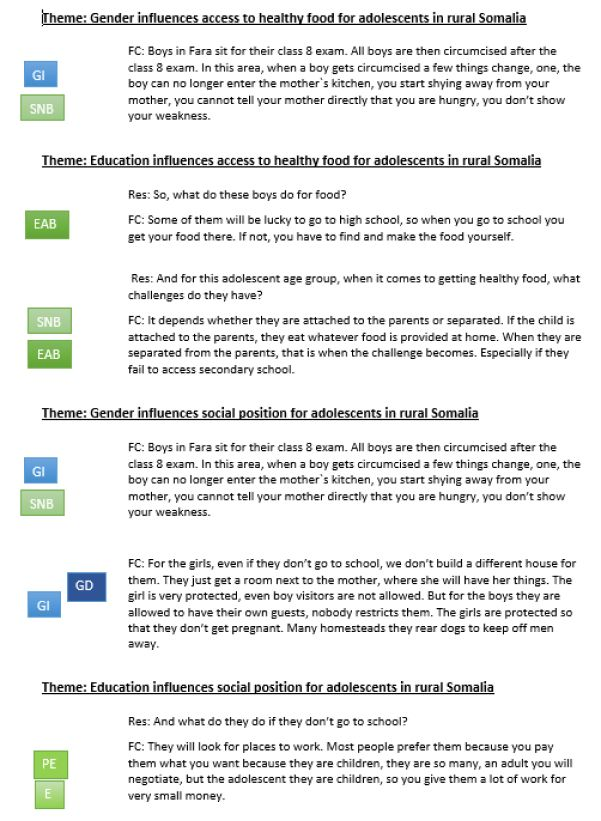 Theme: Gender influences access to healthy food for adolescents in rural Somalia
FC: Boys in Fara sit for their class 8 exam. All boys are then circumcised after the
GI
class 8 exam. In this area, when a boy gets circumcised a few things change, one, the
boy can no longer enter the mother`s kitchen, you start shying away from your
SNB
mother, you cannot tell your mother directly that you are hungry, you don’t show
your weakness.
Theme: Education influences access to healthy food for adolescents in rural Somalia
Res: So, what do these boys do for food?
EAB
FC: Some of them will be lucky to go to high school, so when you go to school you
get your food there. If not, you have to find and make the food yourself.
Res: And for this adolescent age group, when it comes to getting healthy food, what
challenges do they have?
SNB
FC: It depends whether they are attached to the parents or separated. If the child is
attached to the parents, they eat whatever food is provided at home. When they are
EAB
separated from the parents, that is when the challenge becomes. Especially if they
fail to access secondary school.
Theme: Gender influences social position for adolescents in rural Somalia
FC: Boys in Fara sit for their class 8 exam. All boys are then circumcised after the
GI
class 8 exam. In this area, when a boy gets circumcised a few things change, one, the
boy can no longer enter the mother`s kitchen, you start shying away from your
SNB
mother, you cannot tell your mother directly that you are hungry, you don’t show
your weakness.
FC: For the girls, even if they don’t go to school, we don’t build a different house for
GD
them. They just get a room next to the mother, where she will have her things. The
GI
girl is very protected, even boy visitors are not allowed. But for the boys they are
allowed to have their own guests, nobody restricts them. The girls are protected so
that they don’t get pregnant. Many homesteads they rear dogs to keep off men
away.
Theme: Education influences social position for adolescents in rural Somalia
Res: And what do they do if they don’t go to school?
PE
FC: They will look for places to work. Most people prefer them because you pay
them what you want because they are children, they are so many, an adult you will
E
negotiate, but the adolescent they are children, so you give them a lot of work for
very small money.